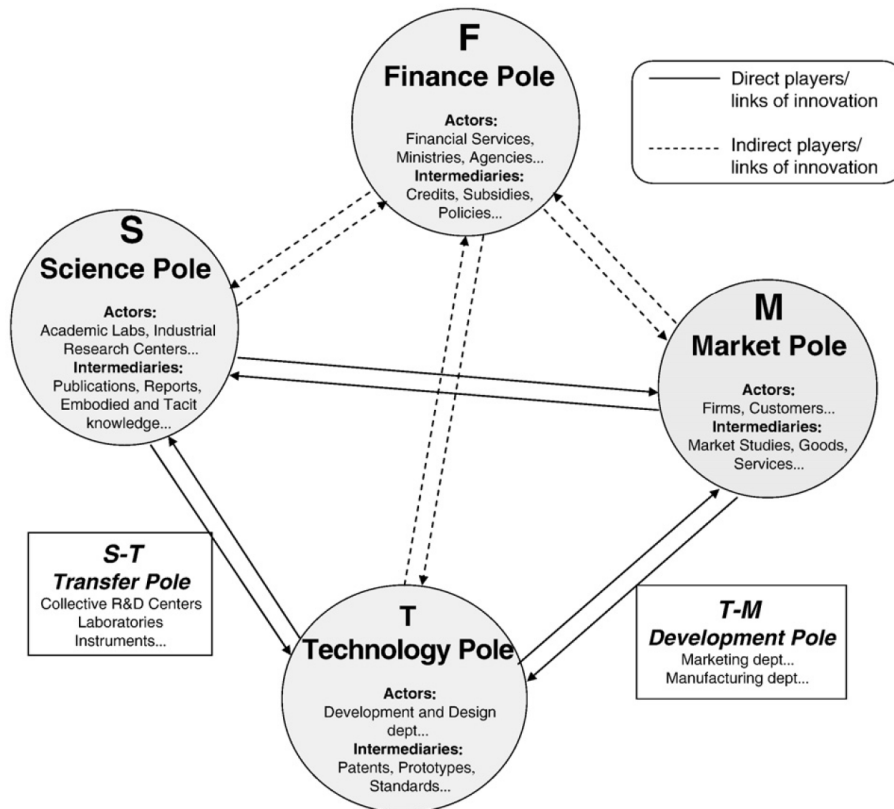 F
Finance Pole
Actors:
Financial Services,
Ministries, Agencies...
Intermediaries:
Credits, Subsidies,
Policies...
Direct players/
links of innovation
Indirect players/
links of innovation
S
Science Pole
Actors:
Academic Labs, Industrial
Research Centers...
Intermediaries:
Publications, Reports,
Embodied and Tacit
knowledge...
M
Market Pole
Actors:
Firms, Customers...
Intermediaries:
Market Studies, Goods,
Services...
S-T
Transfer Pole
Collective R&D Centers
Laboratories
Instruments...
T
Technology Pole
Actors:
Development and Design
dept...
Intermediaries:
Patents, Prototypes,
Standards...
T-M
Development Pole
Marketing dept...
Manufacturing dept...